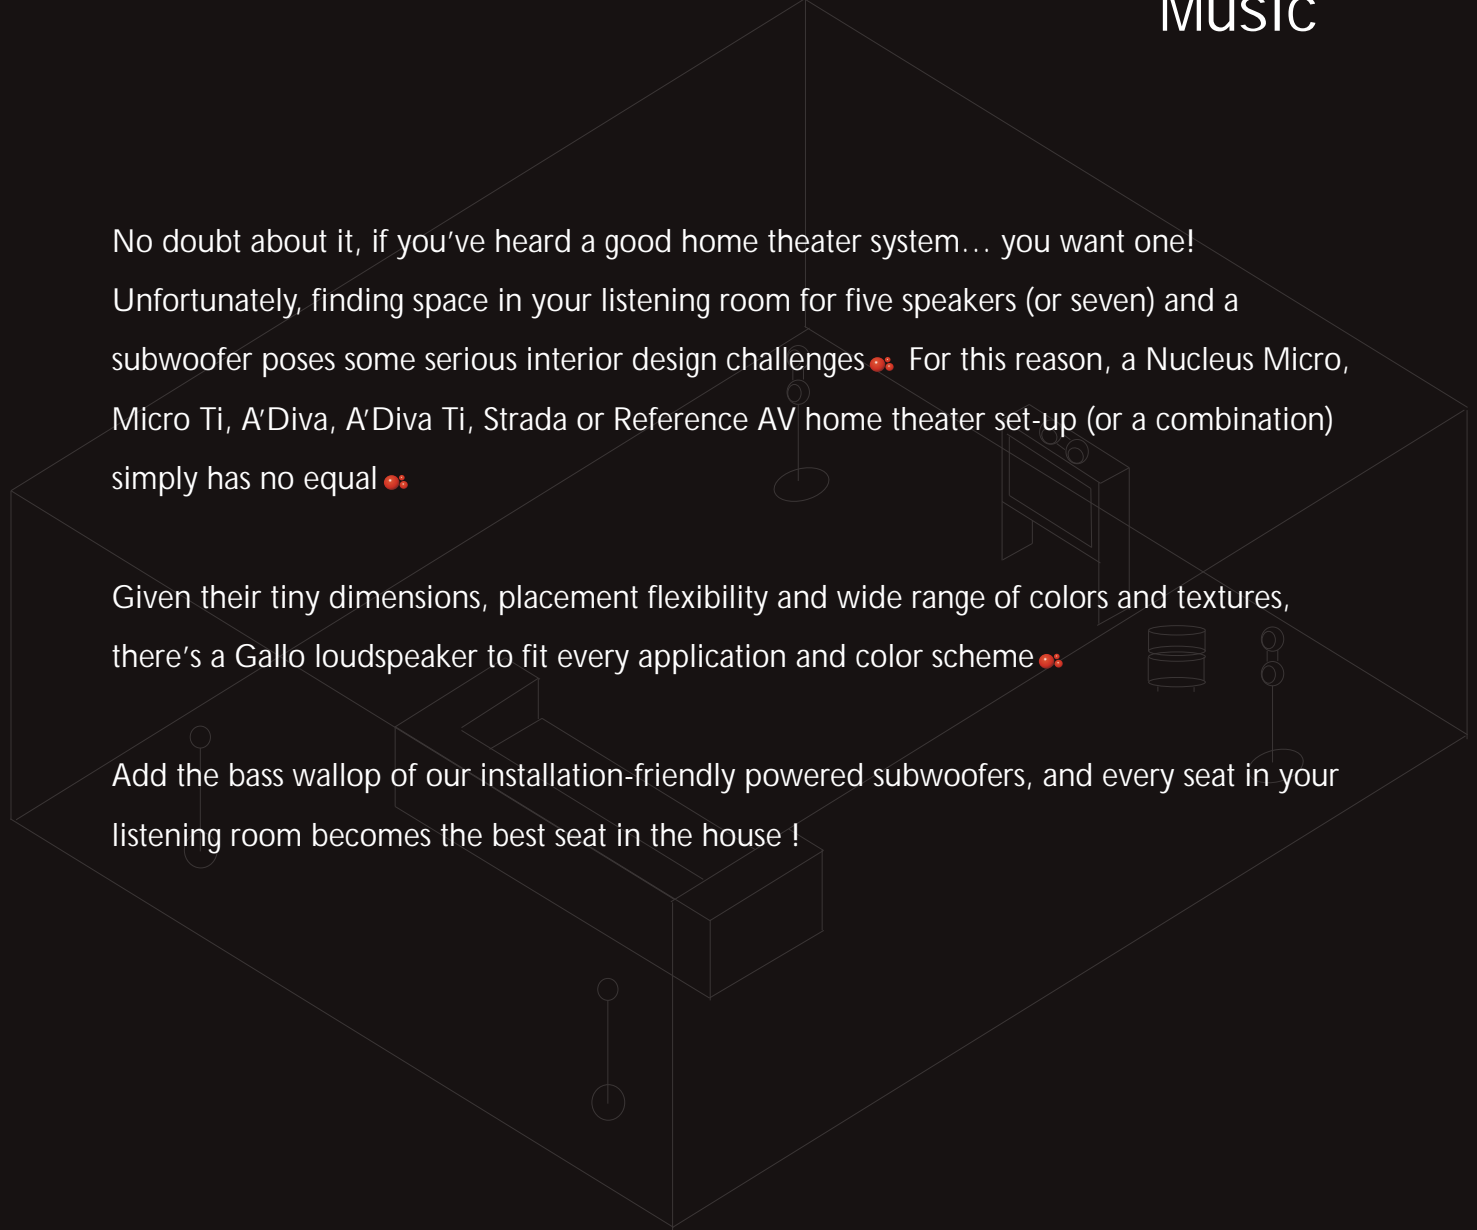 Music
No doubt about it, if you’ve heard a good home theater system… you want one!
Unfortunately, finding space in your listening room for five speakers (or seven) and a
subwoofer poses some serious interior design challenges For this reason, a Nucleus Micro,
Micro Ti, A’Diva, A’Diva Ti, Strada or Reference AV home theater set-up (or a combination)
simply has no equal
Given their tiny dimensions, placement flexibility and wide range of colors and textures,
there’s a Gallo loudspeaker to fit every application and color scheme
Add the bass wallop of our installation-friendly powered subwoofers, and every seat in your
listening room becomes the best seat in the house !